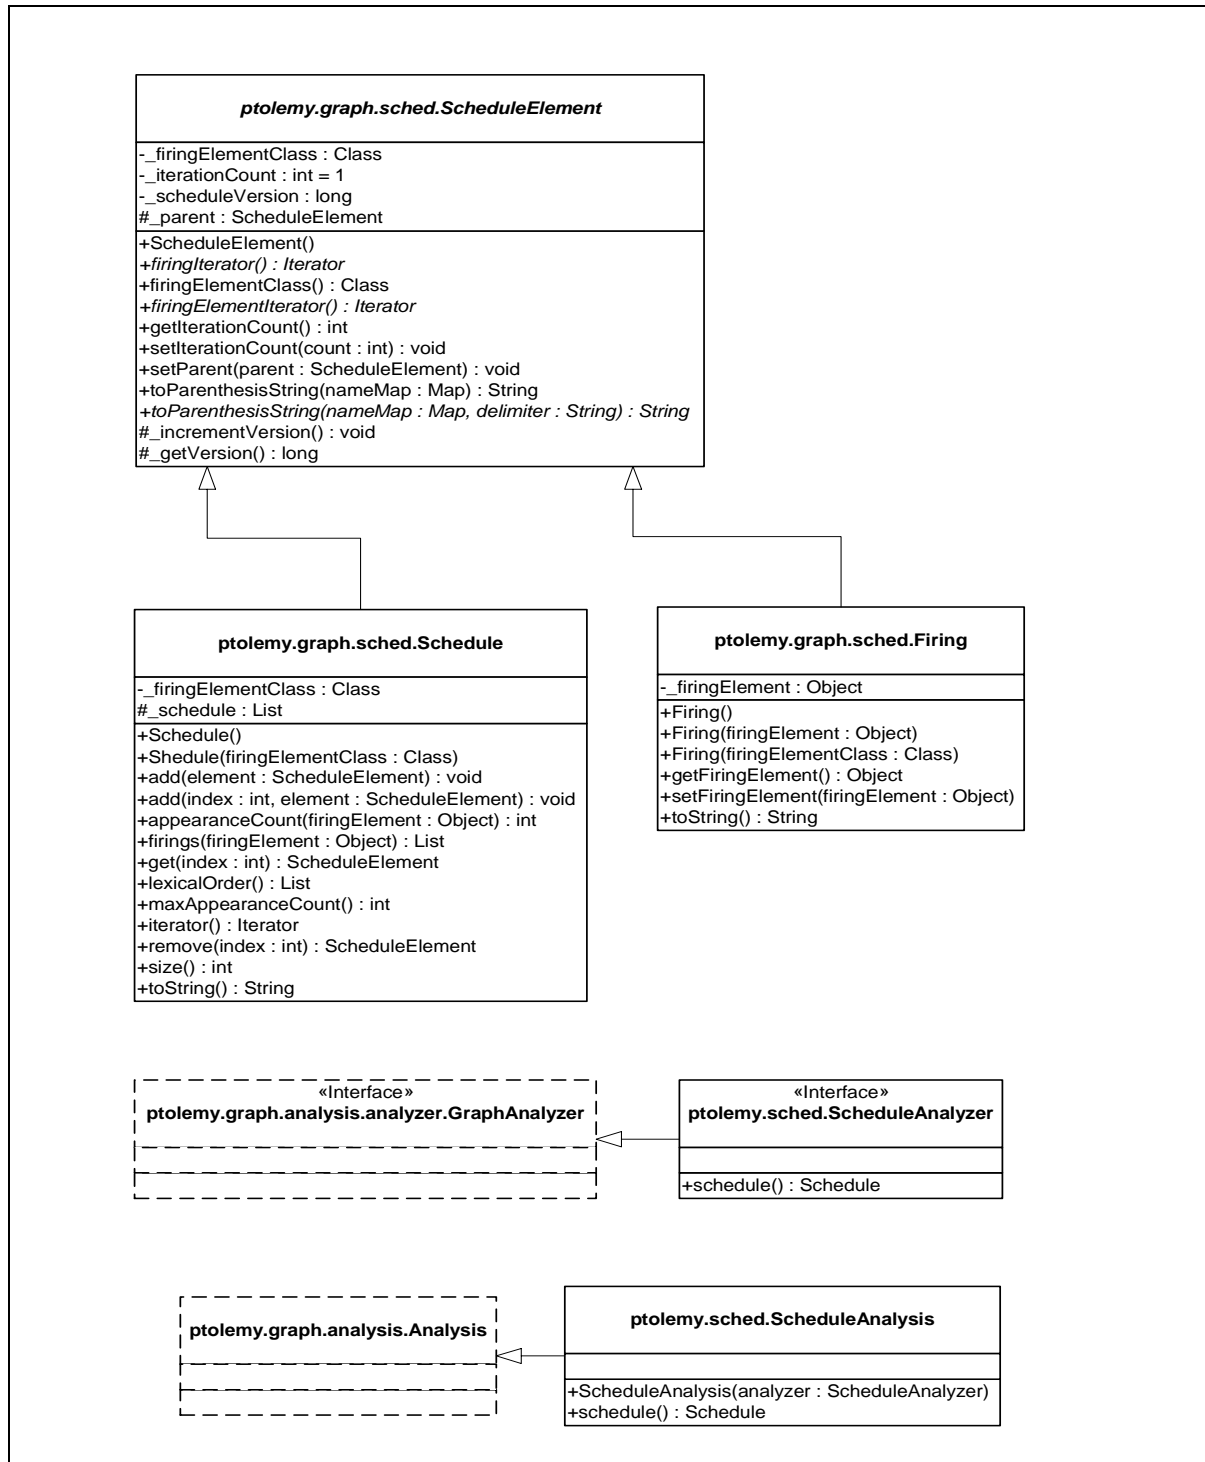 ptolemy.graph.sched.ScheduleElement
-_firingElementClass : Class
-_iterationCount : int = 1
-_scheduleVersion : long
#_parent : ScheduleElement
+ScheduleElement()
+firingIterator() : Iterator
+firingElementClass() : Class
+firingElementIterator() : Iterator
+getIterationCount() : int
+setIterationCount(count : int) : void
+setParent(parent : ScheduleElement) : void
+toParenthesisString(nameMap : Map) : String
+toParenthesisString(nameMap : Map, delimiter : String) : String
#_incrementVersion() : void
#_getVersion() : long
ptolemy.graph.sched.Schedule
-_firingElementClass : Class
#_schedule : List
+Schedule()
+Shedule(firingElementClass : Class)
+add(element : ScheduleElement) : void
+add(index : int, element : ScheduleElement) : void
+appearanceCount(firingElement : Object) : int
+firings(firingElement : Object) : List
+get(index : int) : ScheduleElement
+lexicalOrder() : List
+maxAppearanceCount() : int
+iterator() : Iterator
+remove(index : int) : ScheduleElement
+size() : int
+toString() : String
ptolemy.graph.sched.Firing
-_firingElement : Object
+Firing()
+Firing(firingElement : Object)
+Firing(firingElementClass : Class)
+getFiringElement() : Object
+setFiringElement(firingElement : Object)
+toString() : String
«Interface»
ptolemy.graph.analysis.analyzer.GraphAnalyzer
«Interface»
ptolemy.sched.ScheduleAnalyzer
+schedule() : Schedule
ptolemy.graph.analysis.Analysis
ptolemy.sched.ScheduleAnalysis
+ScheduleAnalysis(analyzer : ScheduleAnalyzer)
+schedule() : Schedule